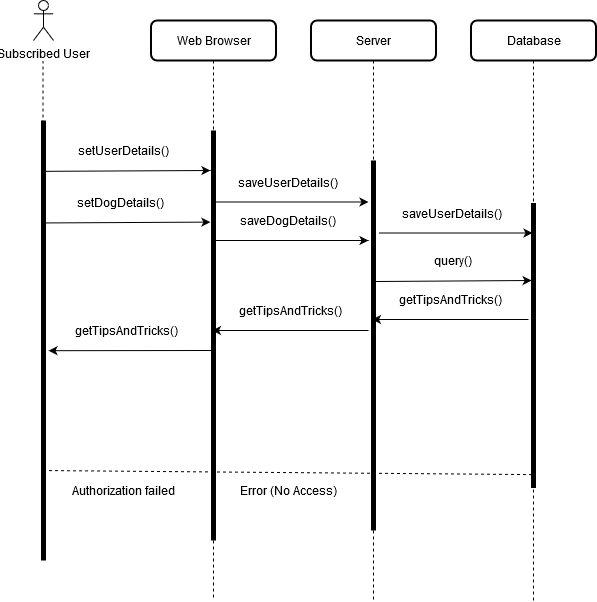 Subscribed User
Web Browser
Server
Database
setUserDetails()
saveUserDetails()
setDogDetails()
saveUserDetails()
saveDogDetails()
query()
getTipsAndTricks()
getTipsAndTricks()
getTipsAndTricks()
Authorization failed
Error (No Access)